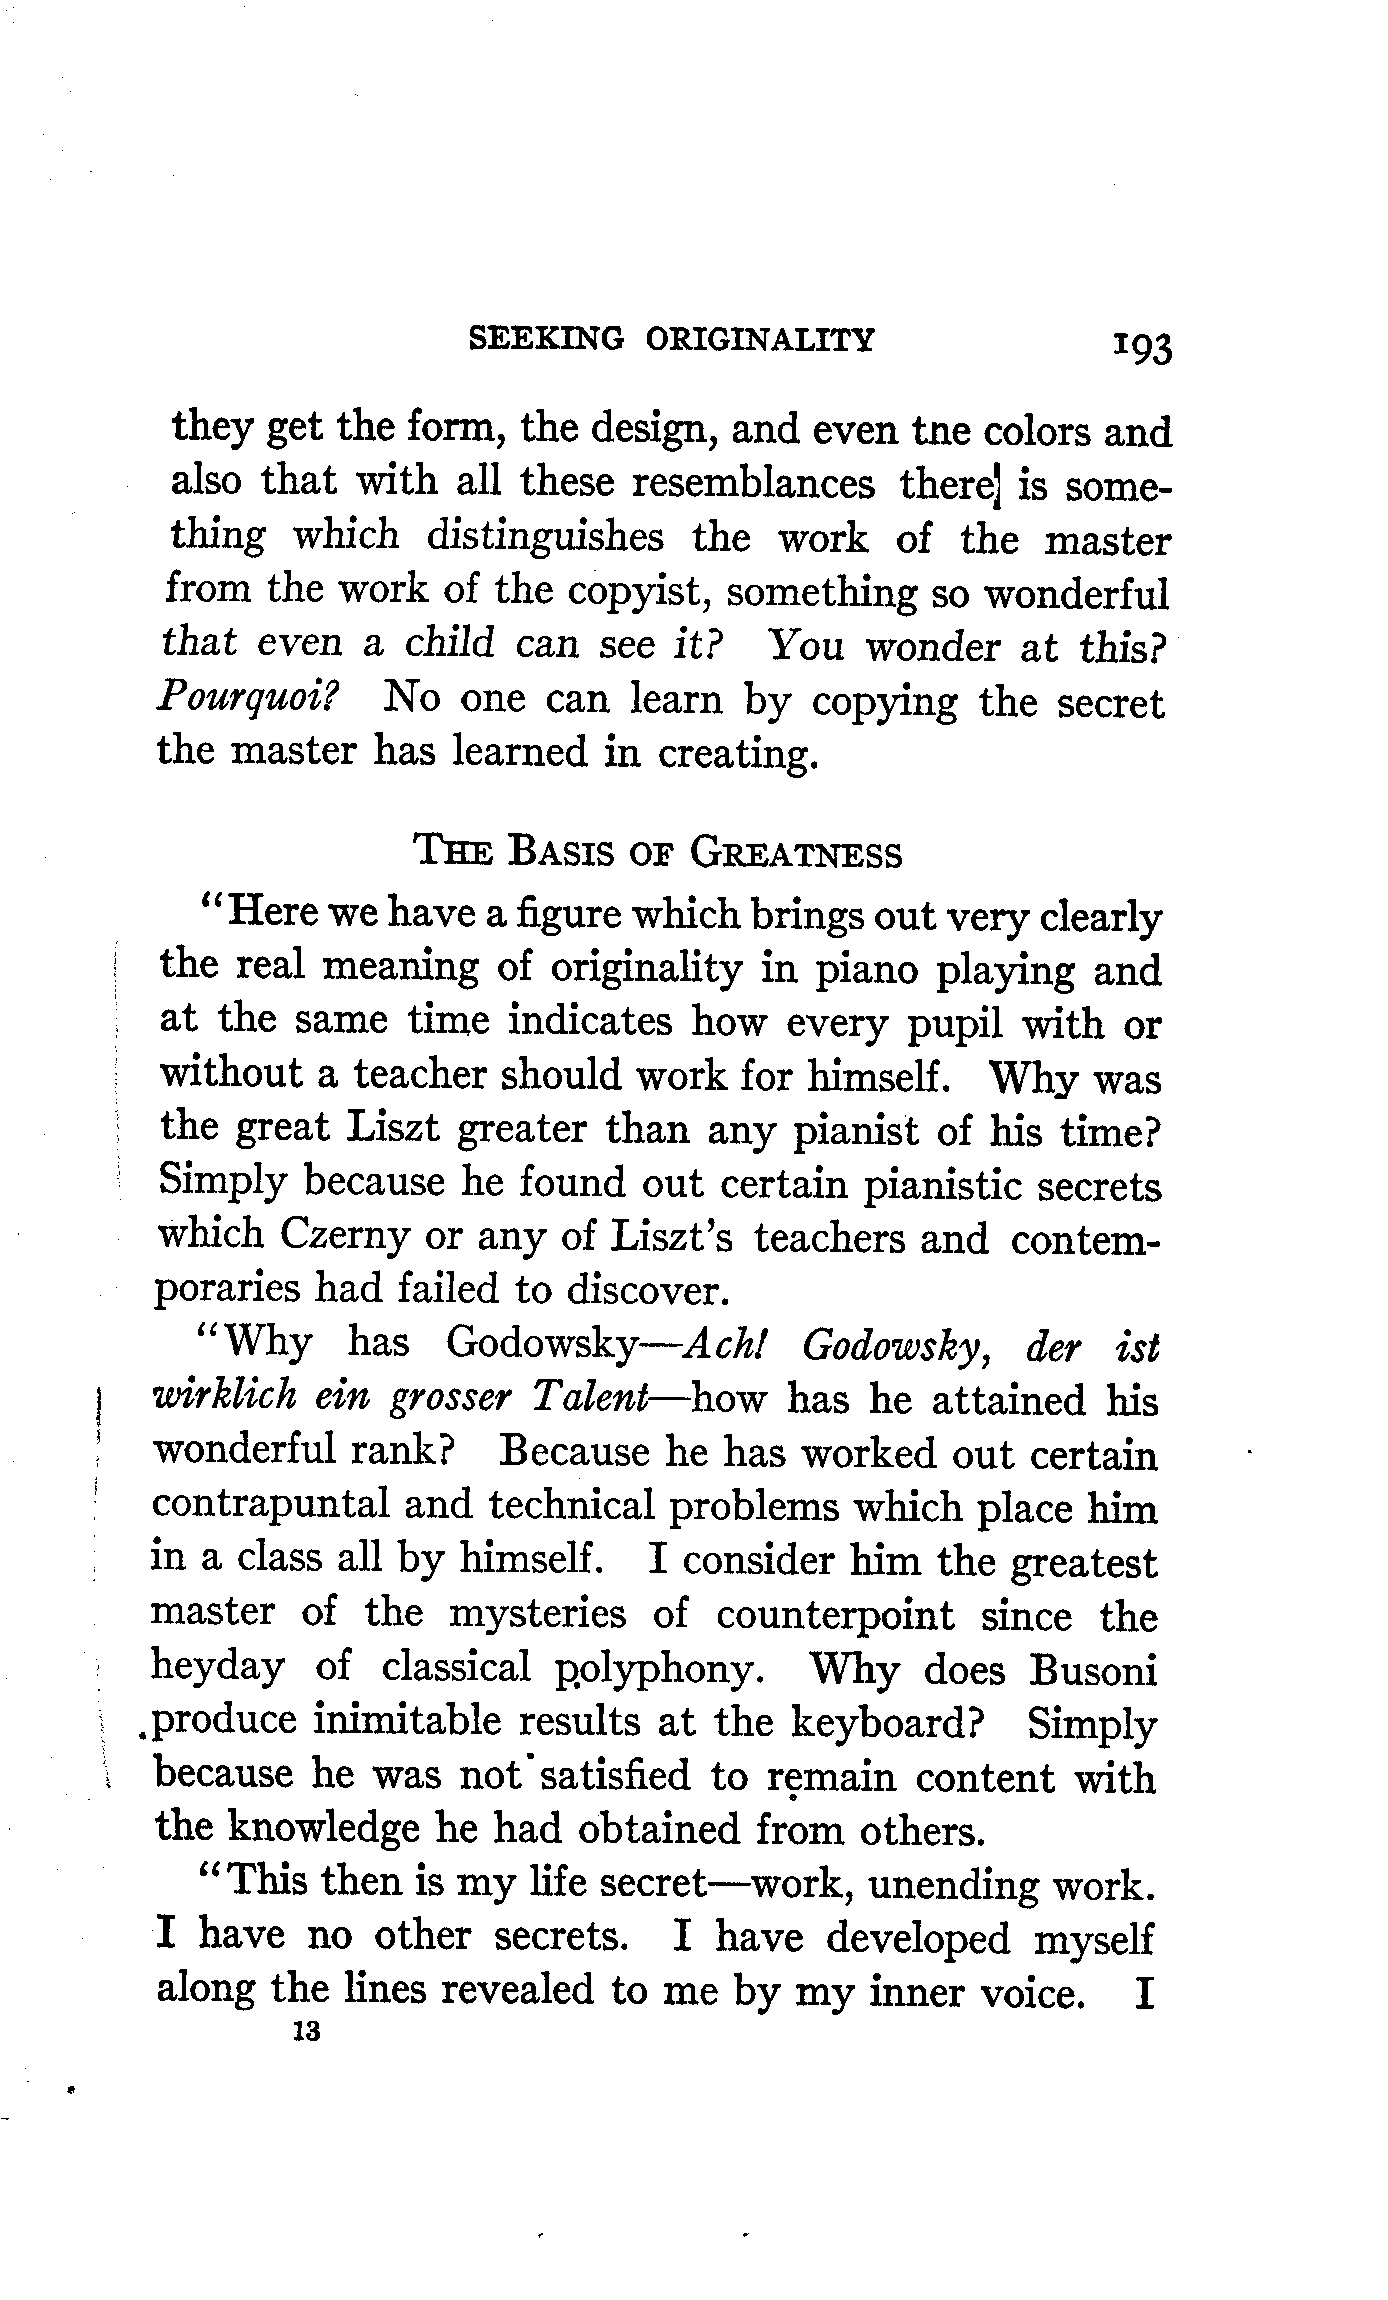 SEEKING ORIGINALITY 193
they get the form, the design, and even tne colors and
also that with all these resemblances there] is some-
thing which distinguishes the work of the master
from the work of the copyist, something so wonderful
that even a child can see it? You wonder at this?
Pourquoi? No one can learn by copying the secret
the master has learned in creating.
THE BASIS OF GREATNESS
"Here we have a figure which brings out very clearly
the real meaning of originality in piano playing and
at the same time indicates how every pupil with or
without a teacher should work for himself. Why was
the great Liszt greater than any pianist of his time?
Simply because he found out certain pianistic secrets
which Czerny or any of Liszt's teachers and contem-
poraries had failed to discover.
"Why has Godowsky—Ach! Godowsky, der ist
wirklich ein grosser Talent—how has he attained his
wonderful rank? Because he has worked out certain
contrapuntal and technical problems which place him
in a class all by himself. I consider him the greatest
master of the mysteries of counterpoint since the
heyday of classical polyphony. Why does Busoni
produce inimitable results at the keyboard? Simply
because he was not satisfied to remain content with
the knowledge he had obtained from others.
"This then is my life secret—work, unending work.
I have no other secrets. I have developed myself
along the lines revealed to me by my inner voice. I
13